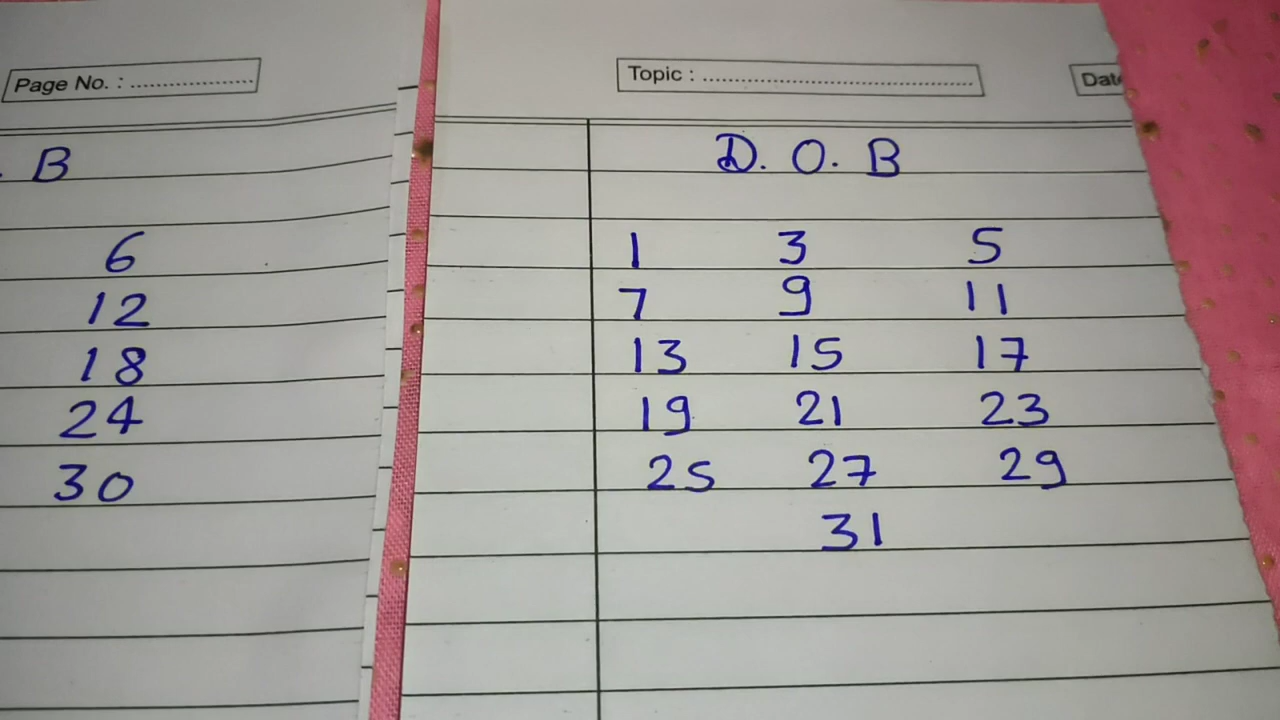 Page No. : ..................
. B
6
12
18
24
30
Topic : .......................................
D. O. B
1 3 5
7 9 11
13 15 17
19 21 23
25 27 29
31